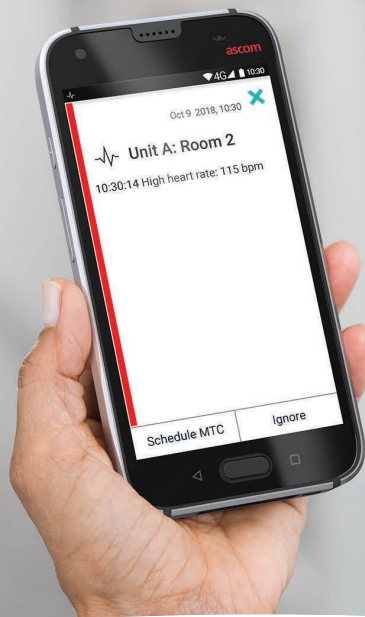 ascom
4G 10:30
Oct 9 2018, 10:30
Unit A: Room 2
10:30:14 High heart rate: 115 bpm
Schedule MTC Ignore